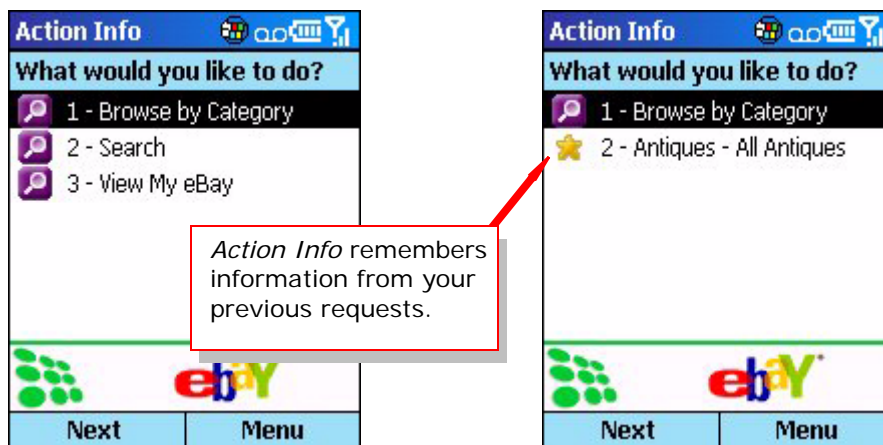 Action Info
What would you like to do?
1 - Browse by Category
2 - Search
3 - View My eBay
ebay
Next Menu
Action Info remembers
information from your
previous requests.
Action Info
What would you like to do?
1 - Browse by Category
2 - Antiques - All Antiques
ebay
Next Menu